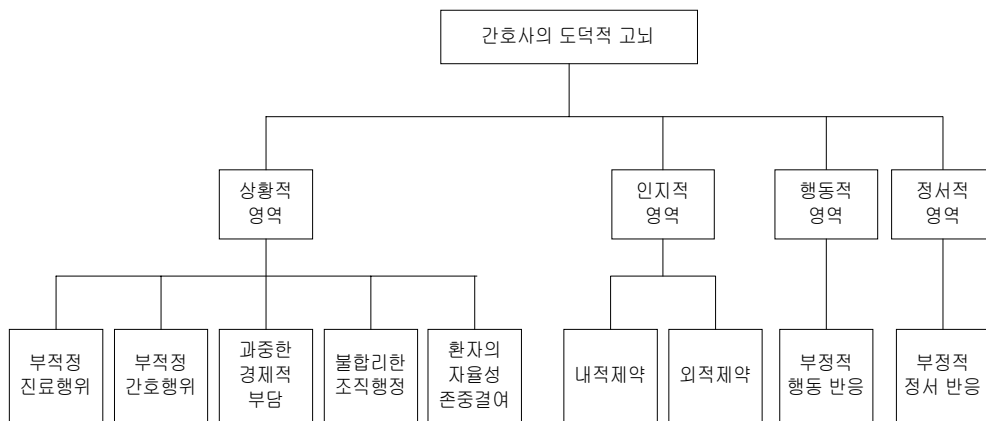 간호사의 도덕적 고뇌
상황적
영역
인지적
영역
행동적
영역
정서적
영역
부적정
진료행위
부적정
간호행위
과중한
경제적
부담
불합리한
조직행정
환자의
자율성
존중결여
내적제약
외적제약
부정적
행동 반응
부정적
정서 반응